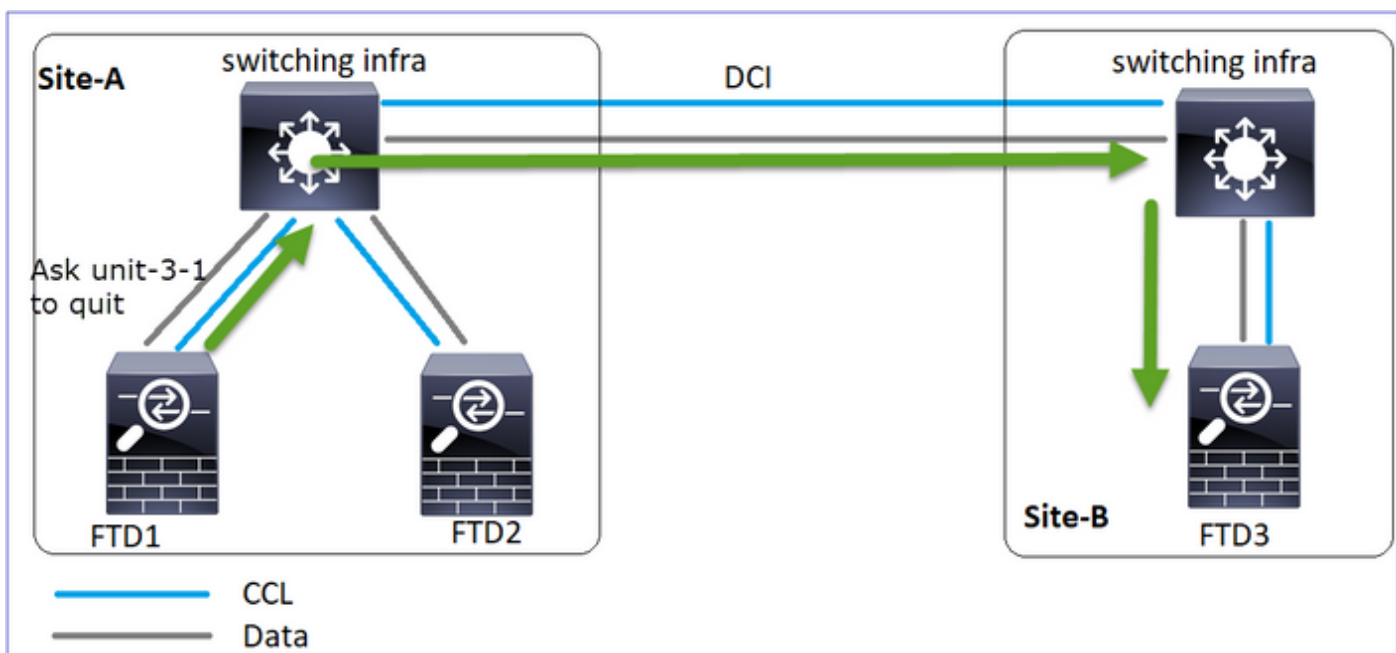 Site-A
switching infra
DCI
switching infra
Ask unit-3-1
to quit
FTD1
FTD2
Site-B
FTD3
CCL
Data